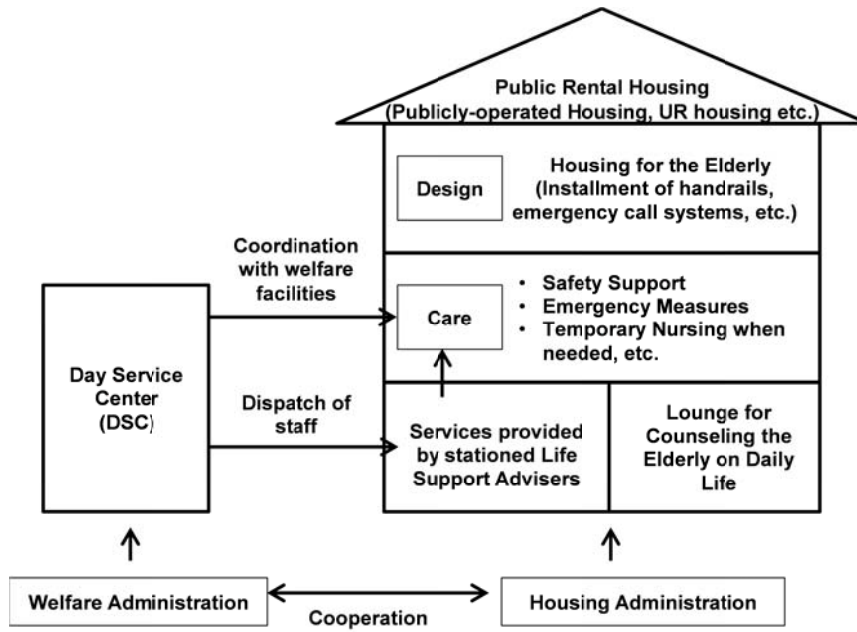 Public Rental Housing
(Publicly-operated Housing, UR housing etc.)
Design
Housing for the Elderly
(Installment of handrails,
emergency call systems, etc.)
Coordination
with welfare
facilities
Care
• Safety Support
• Emergency Measures
• Temporary Nursing when
needed, etc.
Day Service
Center
(DSC)
Dispatch of
staff
Services provided
by stationed Life
Support Advisers
Lounge for
Counseling the
Elderly on Daily
Life
Welfare Administration
Cooperation
Housing Administration